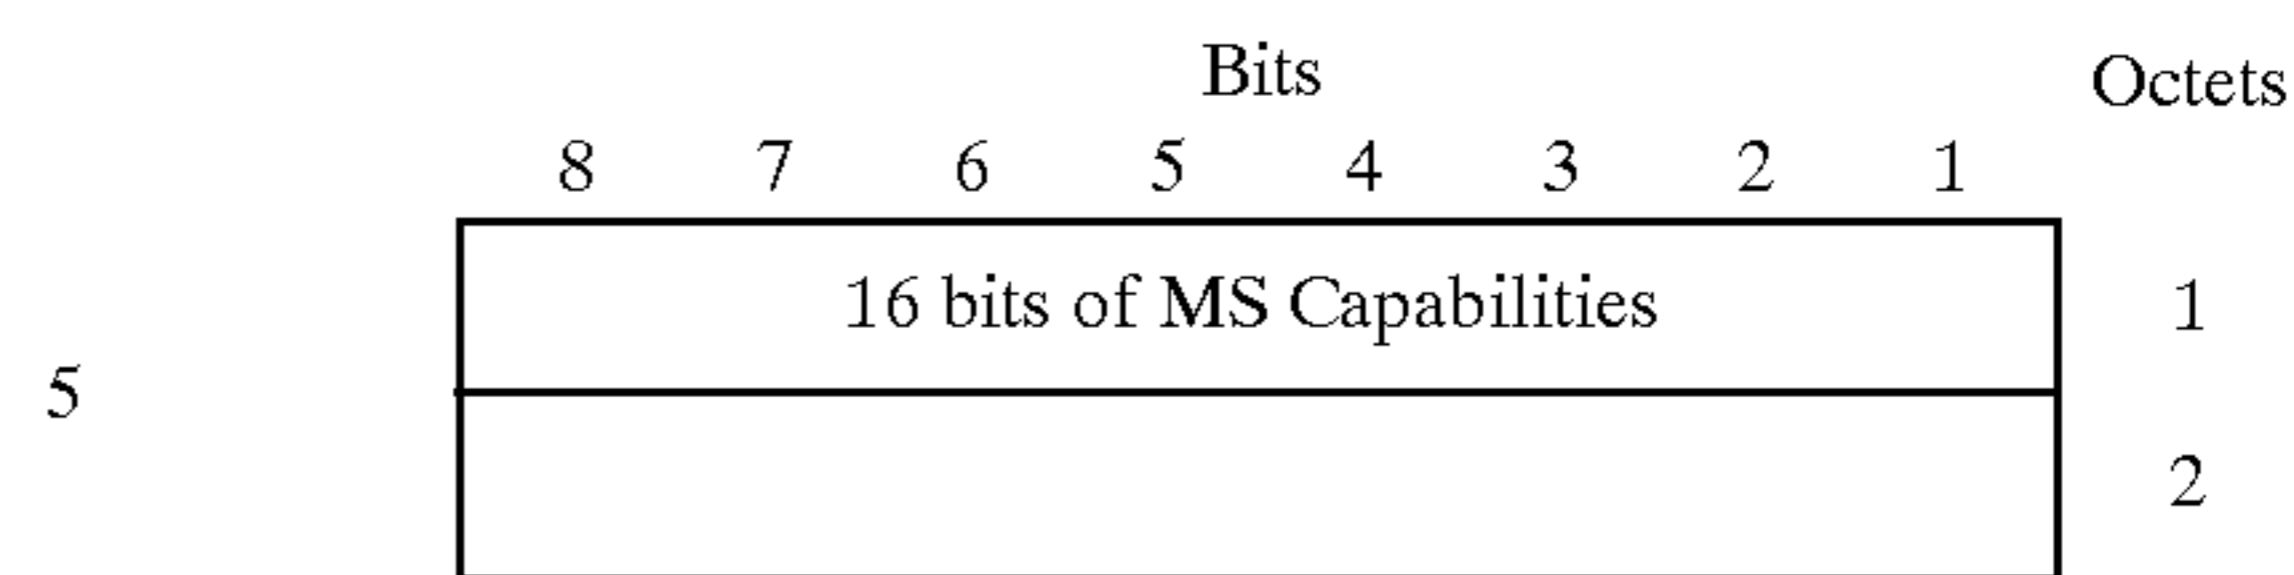 Bits Octets
8 7 6 5 4 3 2 1
16 bits of MS Capabilities 1
5
2